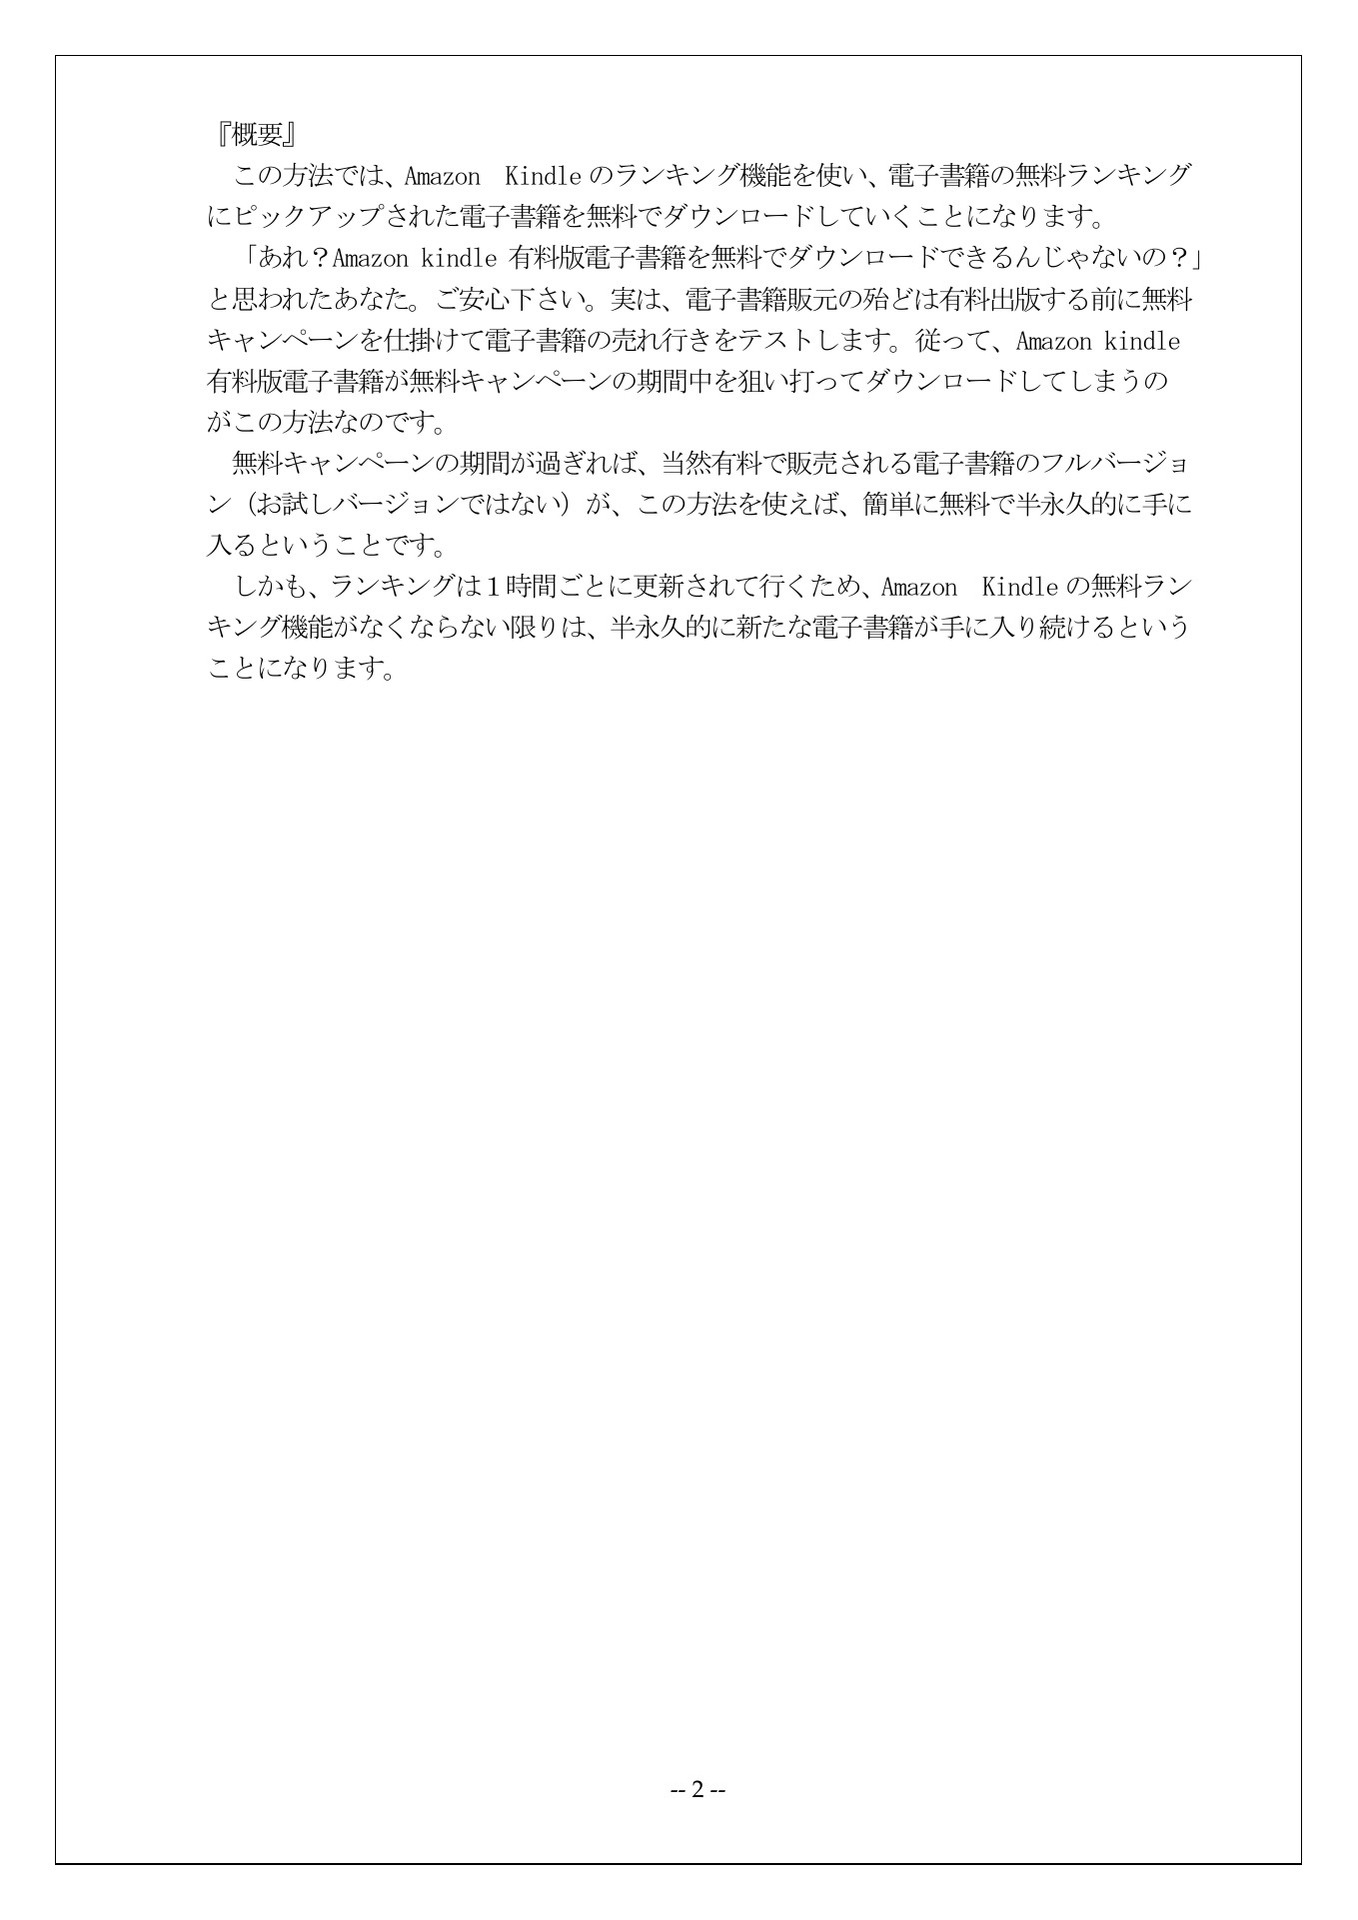 『概要』
　この方法では、Amazon　Kindleのランキング機能を使い、電子書籍の無料ランキング
にピックアップされた電子書籍を無料でダウンロードしていくことになります。
　「あれ？Amazon kindle 有料版電子書籍を無料でダウンロードできるんじゃないの？」
と思われたあなた。ご安心下さい。実は、電子書籍販元の殆どは有料出版する前に無料
キャンペーンを仕掛けて電子書籍の売れ行きをテストします。従って、Amazon kindle
有料版電子書籍が無料キャンペーンの期間中を狙い打ってダウンロードしてしまうの
がこの方法なのです。
　無料キャンペーンの期間が過ぎれば、当然有料で販売される電子書籍のフルバージョ
ン（お試しバージョンではない）が、この方法を使えば、簡単に無料で半永久的に手に
入るということです。
　しかも、ランキングは１時間ごとに更新されて行くため、Amazon　Kindleの無料ラン
キング機能がなくならない限りは、半永久的に新たな電子書籍が手に入り続けるという
ことになります。
-- 2 --